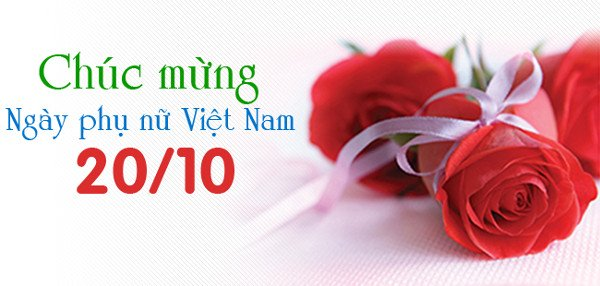 Chúc mừng
Ngày phụ nữ Việt Nam
20/10